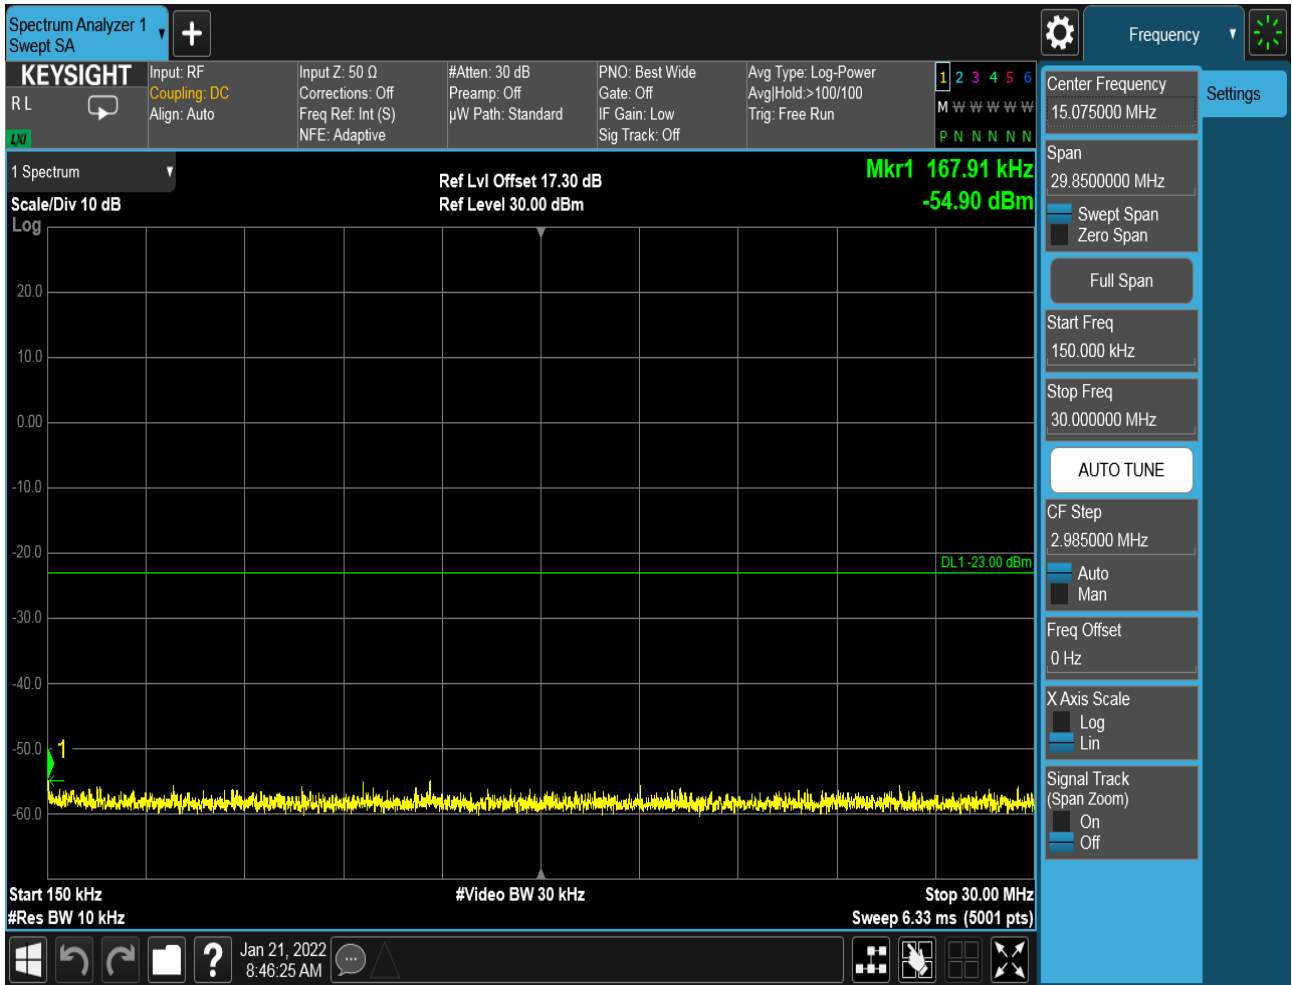 Spectrum Analyzer 1
Swept SA
Frequency
KEYSIGHT
R L
LXI
Input: RF
Coupling: DC
Align: Auto
Input Z: 50 Ω
Corrections: Off
Freq Ref: Int (S)
NFE: Adaptive
#Atten: 30 dB
Preamp: Off
µW Path: Standard
PNO: Best Wide
Gate: Off
IF Gain: Low
Sig Track: Off
Avg Type: Log-Power
Avg|Hold:>100/100
Trig: Free Run
1 2 3 4 5 6
M W W W W W
P N N N N N
1 Spectrum
Scale/Div 10 dB
Log
Ref Lvl Offset 17.30 dB
Ref Level 30.00 dBm
Mkr1 167.91 kHz
-54.90 dBm
20.0
10.0
0.00
-10.0
-20.0
DL1 -23.00 dBm
-30.0
-40.0
-50.0
1
-60.0
Start 150 kHz
#Video BW 30 kHz
Stop 30.00 MHz
#Res BW 10 kHz
Sweep 6.33 ms (5001 pts)
Jan 21, 2022
8:46:25 AM
Center Frequency
15.075000 MHz
Settings
Span
29.8500000 MHz
Swept Span
Zero Span
Full Span
Start Freq
150.000 kHz
Stop Freq
30.000000 MHz
AUTO TUNE
CF Step
2.985000 MHz
Auto
Man
Freq Offset
0 Hz
X Axis Scale
Log
Lin
Signal Track
(Span Zoom)
On
Off